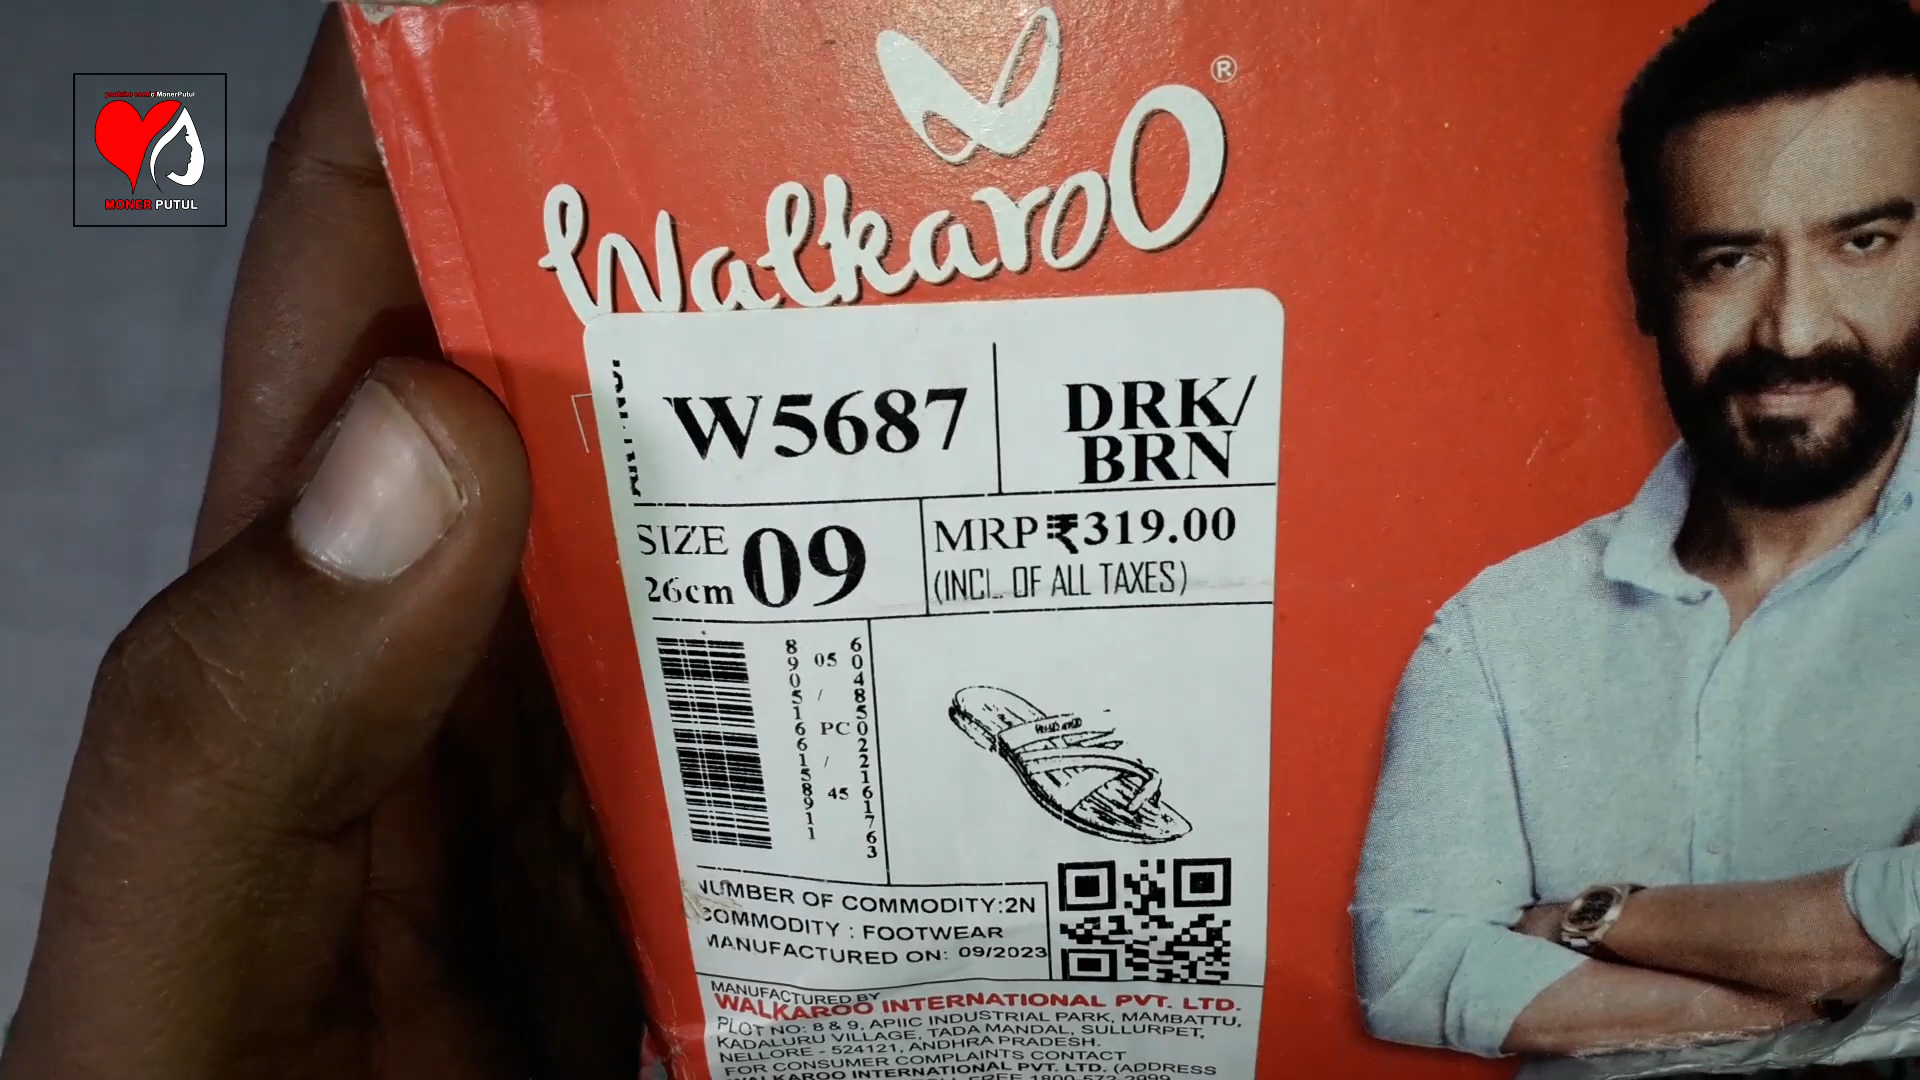 MonerPutul
MONER PUTUL
Walkaroo®
W5687
DRK/
BRN
SIZE
26cm
09
MRP ₹319.00
(INCL. OF ALL TAXES)
8905166158911
05 / PC / 45
60485022161763
NUMBER OF COMMODITY:2N
COMMODITY : FOOTWEAR
MANUFACTURED ON: 09/2023
MANUFACTURED BY
WALKAROO INTERNATIONAL PVT. LTD.
PLOT NO: 8 & 9, APIIC INDUSTRIAL PARK, MAMBATTU,
KADALURU VILLAGE, TADA MANDAL, SULLURPET,
NELLORE - 524121, ANDHRA PRADESH.
FOR CONSUMER COMPLAINTS CONTACT
WALKAROO INTERNATIONAL PVT. LTD. (ADDRESS